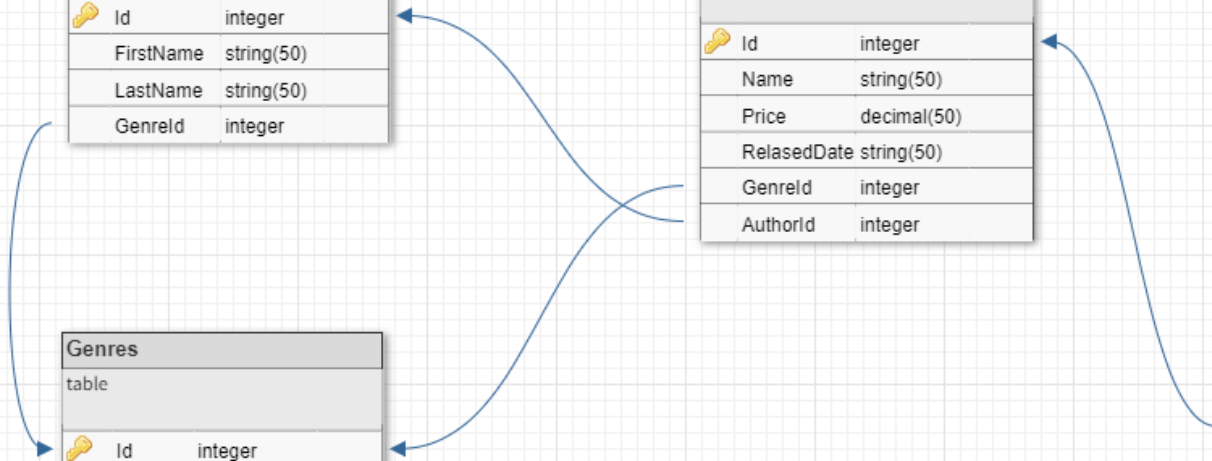 Id integer
FirstName string(50)
LastName string(50)
GenreId integer
Id integer
Name string(50)
Price decimal(50)
RelasedDate string(50)
GenreId integer
AuthorId integer
Genres
table
Id integer